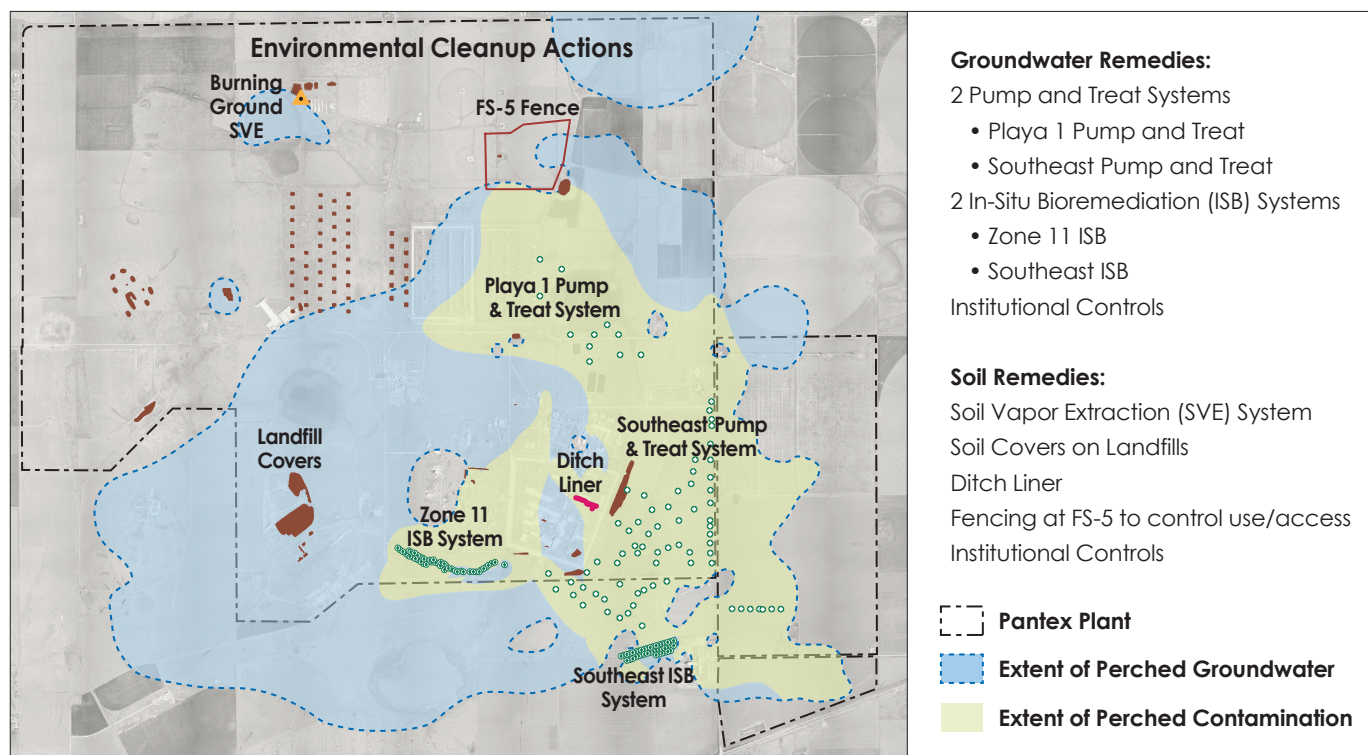 Environmental Cleanup Actions
Burning
Ground
SVE
FS-5 Fence
Playa 1 Pump
& Treat System
Landfill
Covers
Southeast Pump
& Treat System
Ditch
Liner
Zone 11
ISB System
Southeast ISB
System
Groundwater Remedies:
2 Pump and Treat Systems
• Playa 1 Pump and Treat
• Southeast Pump and Treat
2 In-Situ Bioremediation (ISB) Systems
• Zone 11 ISB
• Southeast ISB
Institutional Controls
Soil Remedies:
Soil Vapor Extraction (SVE) System
Soil Covers on Landfills
Ditch Liner
Fencing at FS-5 to control use/access
Institutional Controls
Pantex Plant
Extent of Perched Groundwater
Extent of Perched Contamination